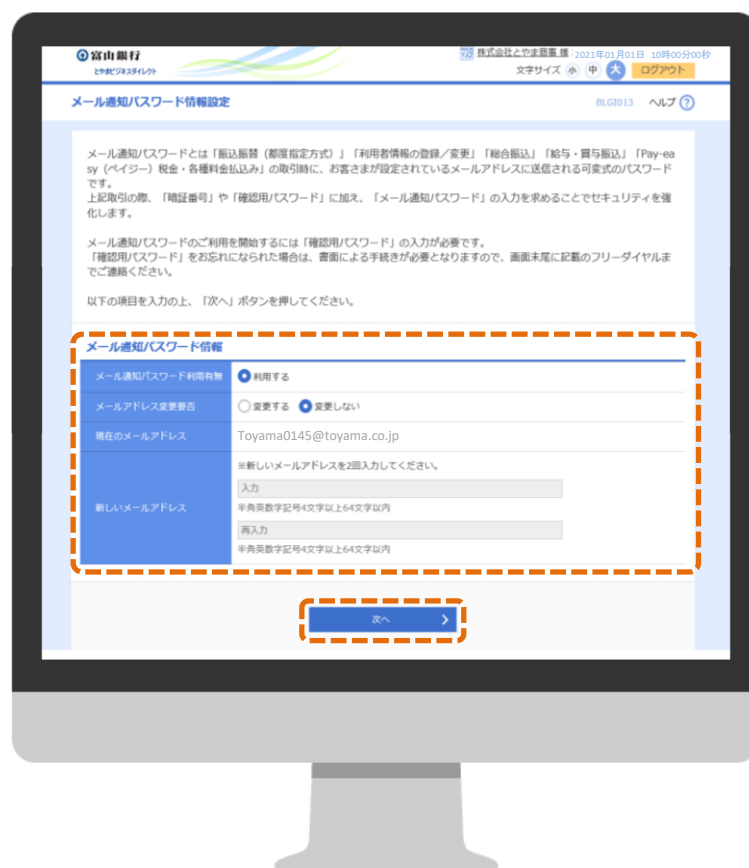 富山銀行
とやまビジネスダイレクト
株式会社とやま商事 様 2021年01月01日 10時00分00秒
文字サイズ 小 中 大 ログアウト
メール通知パスワード情報設定 BLGI013 ヘルプ ?
メール通知パスワードとは「振込振替（都度指定方式）」「利用者情報の登録／変更」「総合振込」「給与・賞与振込」「Pay-ea
sy（ペイジー）税金・各種料金払込み」の取引時に、お客さまが設定されているメールアドレスに送信される可変式のパスワード
です。
上記取引の際、「暗証番号」や「確認用パスワード」に加え、「メール通知パスワード」の入力を求めることでセキュリティを強
化します。
メール通知パスワードのご利用を開始するには「確認用パスワード」の入力が必要です。
「確認用パスワード」をお忘れになられた場合は、書面による手続きが必要となりますので、画面末尾に記載のフリーダイヤルま
でご連絡ください。
以下の項目を入力の上、「次へ」ボタンを押してください。
メール通知パスワード情報
メール通知パスワード利用有無 利用する
メールアドレス変更要否 変更する 変更しない
現在のメールアドレス Toyama0145@toyama.co.jp
※新しいメールアドレスを2回入力してください。
入力
新しいメールアドレス 半角英数字記号4文字以上64文字以内
再入力
半角英数字記号4文字以上64文字以内
次へ